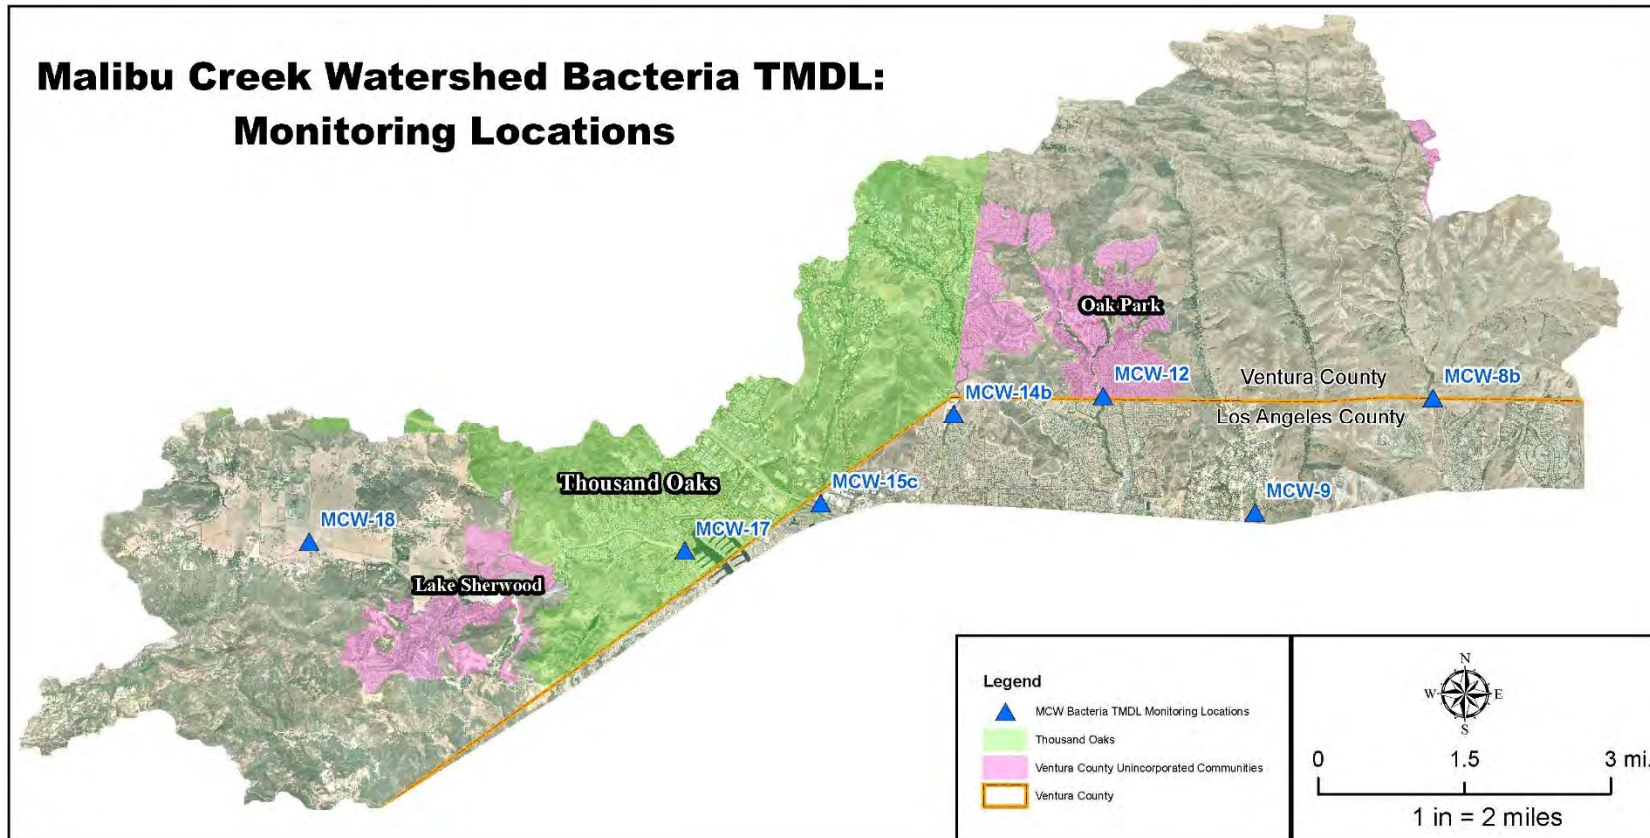 Malibu Creek Watershed Bacteria TMDL:
Monitoring Locations
Oak Park
MCW-12
Ventura County
MCW-8b
MCW-14b
Los Angeles County
Thousand Oaks
MCW-15c
MCW-9
MCW-18
MCW-17
Lake Sherwood
Legend
MCW Bacteria TMDL Monitoring Locations
Thousand Oaks
Ventura County Unincorporated Communities
Ventura County
N
W E
S
0 1.5 3 mi.
1 in = 2 miles